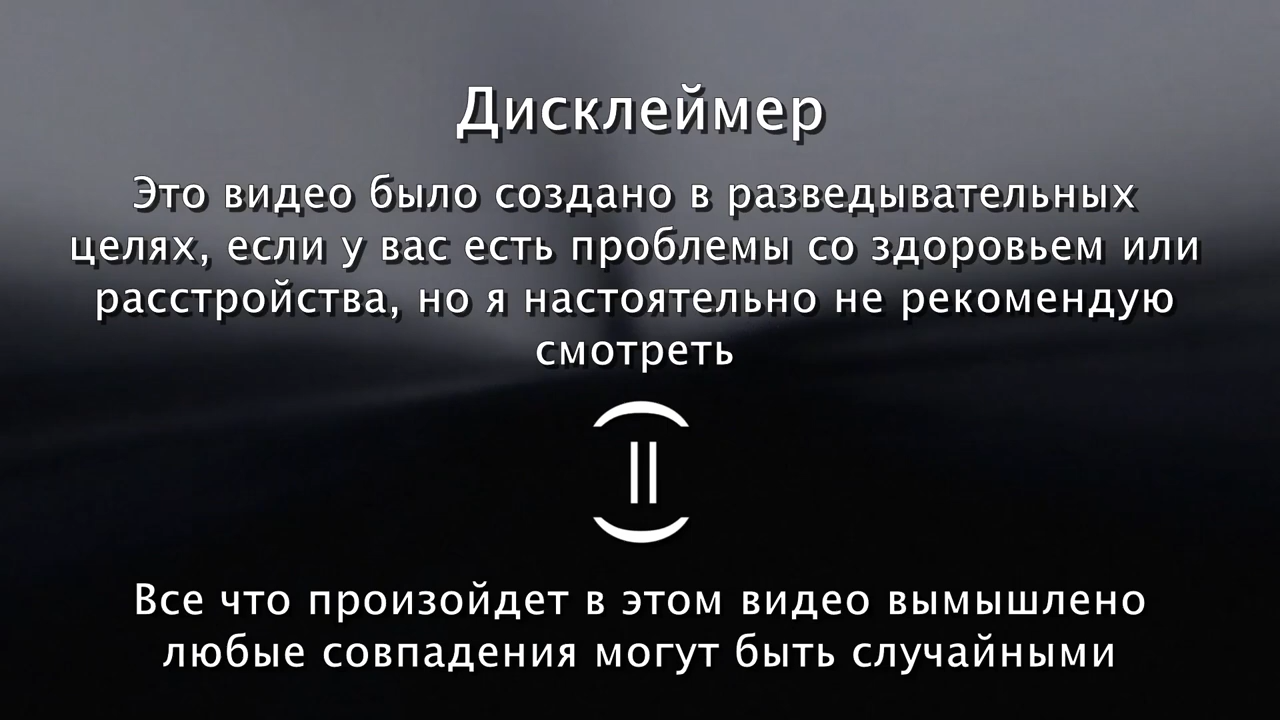 Дисклеймер
Это видео было создано в разведывательных
целях, если у вас есть проблемы со здоровьем или
расстройства, но я настоятельно не рекомендую
смотреть
Все что произойдет в этом видео вымышлено
любые совпадения могут быть случайными